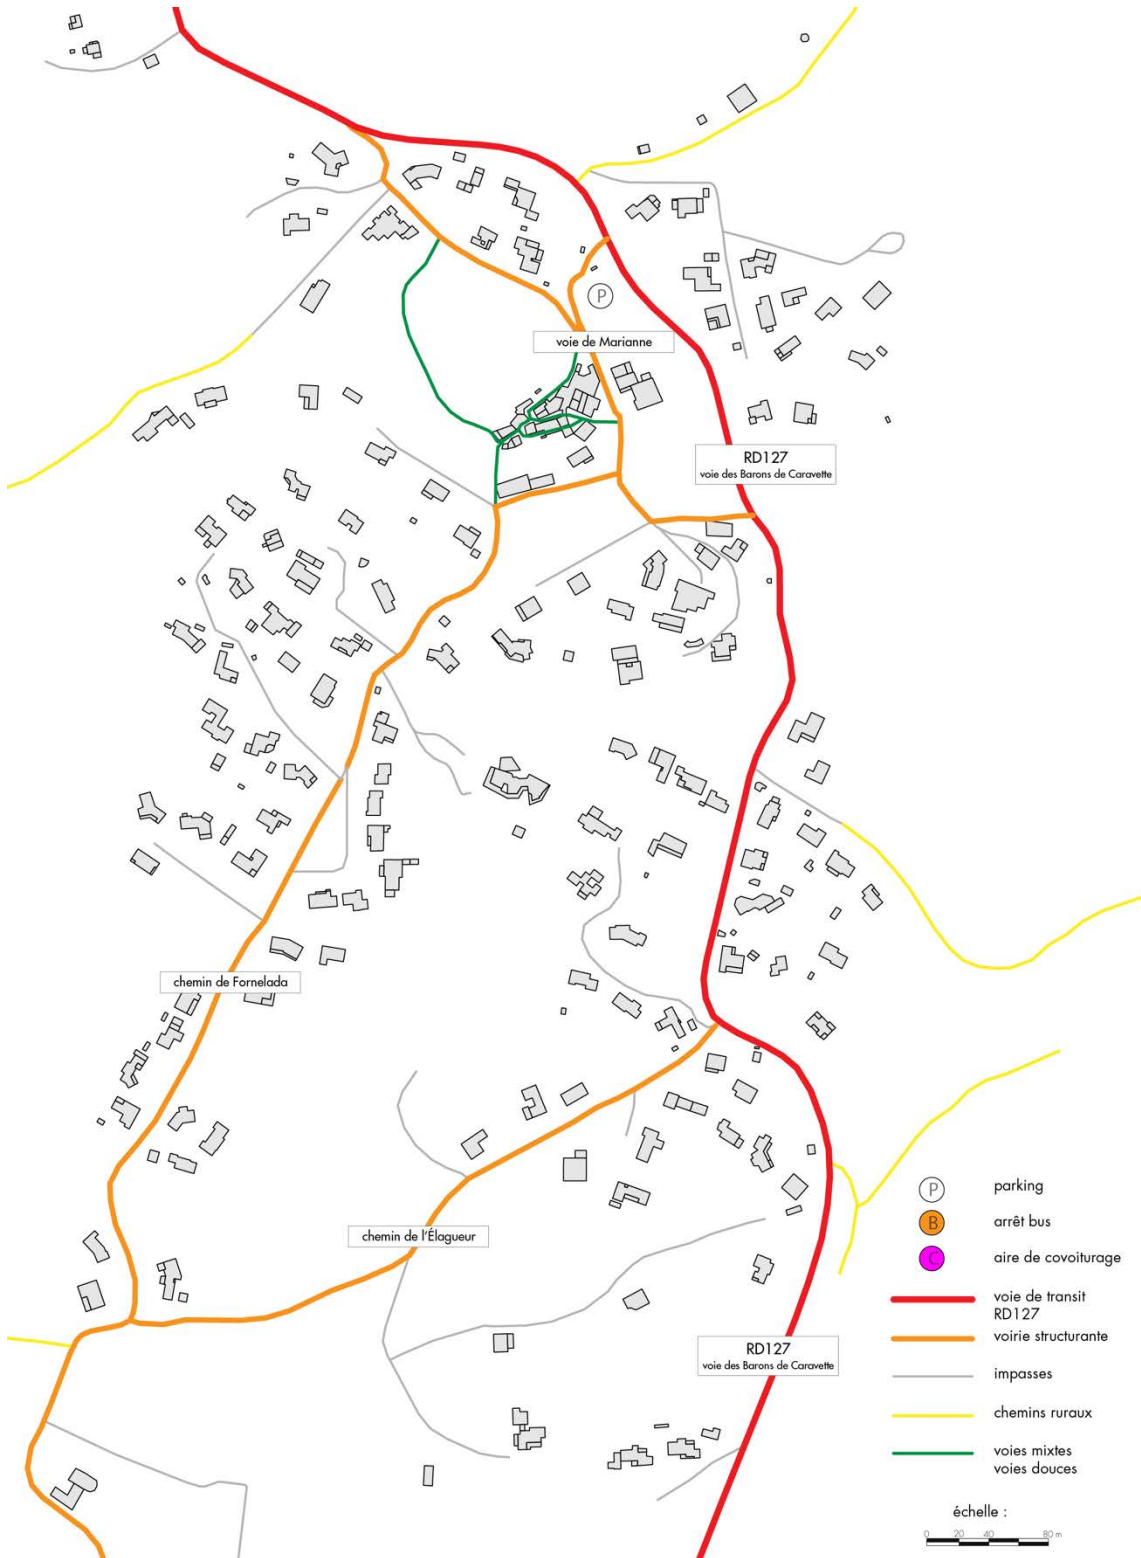 P
voie de Marianne
RD127
voie des Barons de Caravette
chemin de Fornelada
chemin de l'Élagueur
RD127
voie des Barons de Caravette
P parking
B arrêt bus
C aire de covoiturage
voie de transit
RD127
voirie structurante
impasses
chemins ruraux
voies mixtes
voies douces
échelle :
0 20 40 80 m